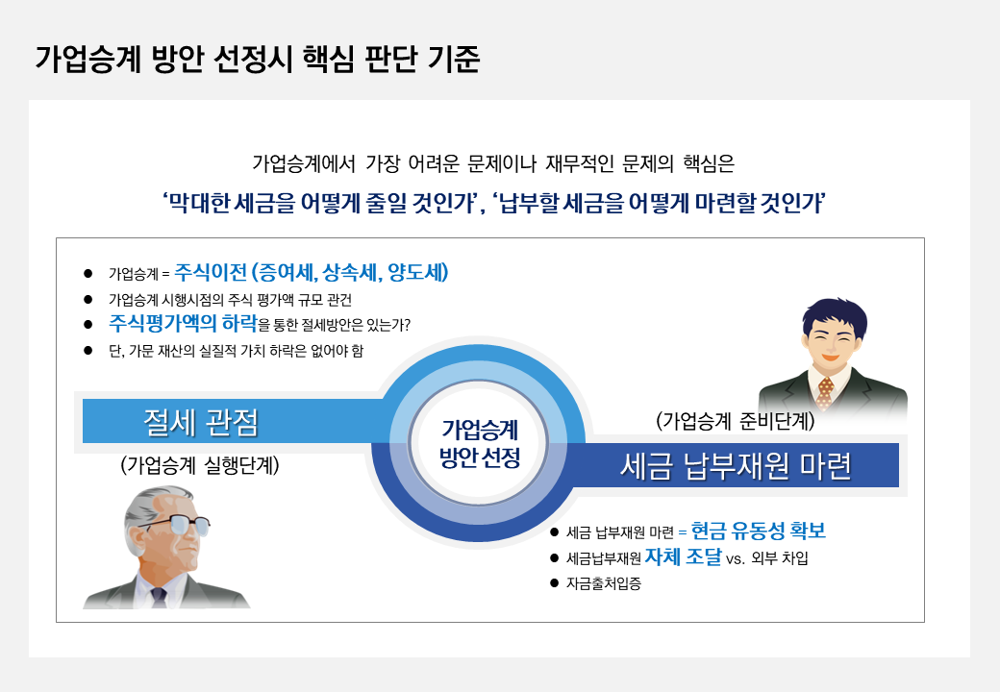 가업승계 방안 선정시 핵심 판단 기준
가업승계에서 가장 어려운 문제이나 재무적인 문제의 핵심은
‘막대한 세금을 어떻게 줄일 것인가’, ‘납부할 세금을 어떻게 마련할 것인가’
● 가업승계 = 주식이전 (증여세, 상속세, 양도세)
● 가업승계 시행시점의 주식 평가액 규모 관건
● 주식평가액의 하락을 통한 절세방안은 있는가?
● 단, 가문 재산의 실질적 가치 하락은 없어야 함
절세 관점
(가업승계 실행단계)
가업승계
방안 선정
(가업승계 준비단계)
세금 납부재원 마련
● 세금 납부재원 마련 = 현금 유동성 확보
● 세금납부재원 자체 조달 vs. 외부 차입
● 자금출처입증